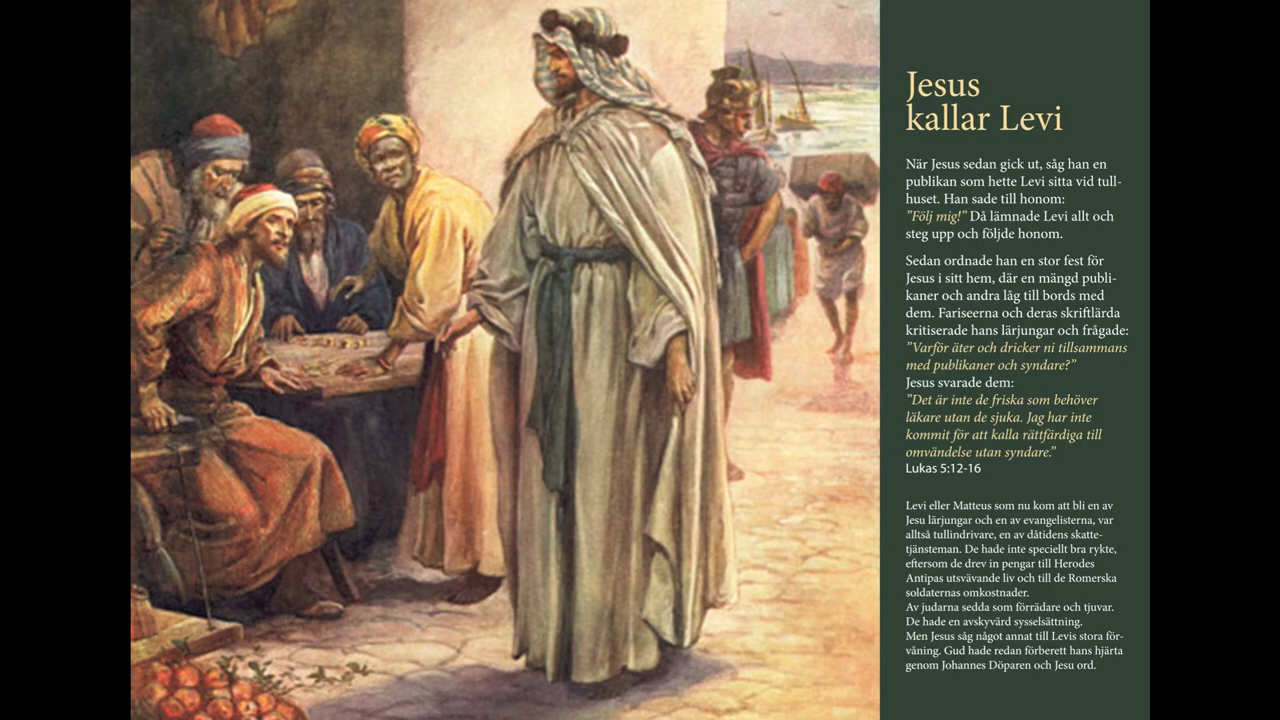 Jesus
kallar Levi
När Jesus sedan gick ut, såg han en
publikan som hette Levi sitta vid tull-
huset. Han sade till honom:
”Följ mig!” Då lämnade Levi allt och
steg upp och följde honom.
Sedan ordnade han en stor fest för
Jesus i sitt hem, där en mängd publi-
kaner och andra låg till bords med
dem. Fariseerna och deras skriftlärda
kritiserade hans lärjungar och frågade:
”Varför äter och dricker ni tillsammans
med publikaner och syndare?”
Jesus svarade dem:
”Det är inte de friska som behöver
läkare utan de sjuka. Jag har inte
kommit för att kalla rättfärdiga till
omvändelse utan syndare.”
Lukas 5:12-16
Levi eller Matteus som nu kom att bli en av
Jesu lärjungar och en av evangelisterna, var
alltså tullindrivare, en av dåtidens skatte-
tjänsteman. De hade inte speciellt bra rykte,
eftersom de drev in pengar till Herodes
Antipas utsvävande liv och till de Romerska
soldaternas omkostnader.
Av judarna sedda som förrädare och tjuvar.
De hade en avskyvärd sysselsättning.
Men Jesus såg något annat till Levis stora för-
våning. Gud hade redan förberett hans hjärta
genom Johannes Döparen och Jesu ord.